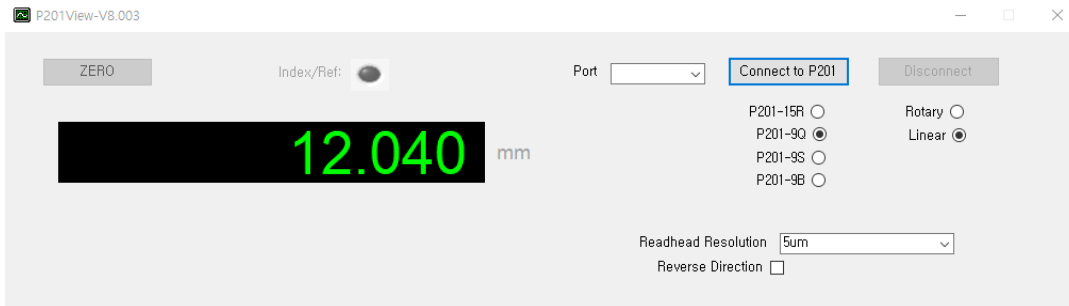 P201View-V8.003
ZERO
Index/Ref:
Port
Connect to P201
Disconnect
P201-15R
Rotary
P201-9Q
Linear
P201-9S
P201-9B
12.040 mm
Readhead Resolution 5um
Reverse Direction